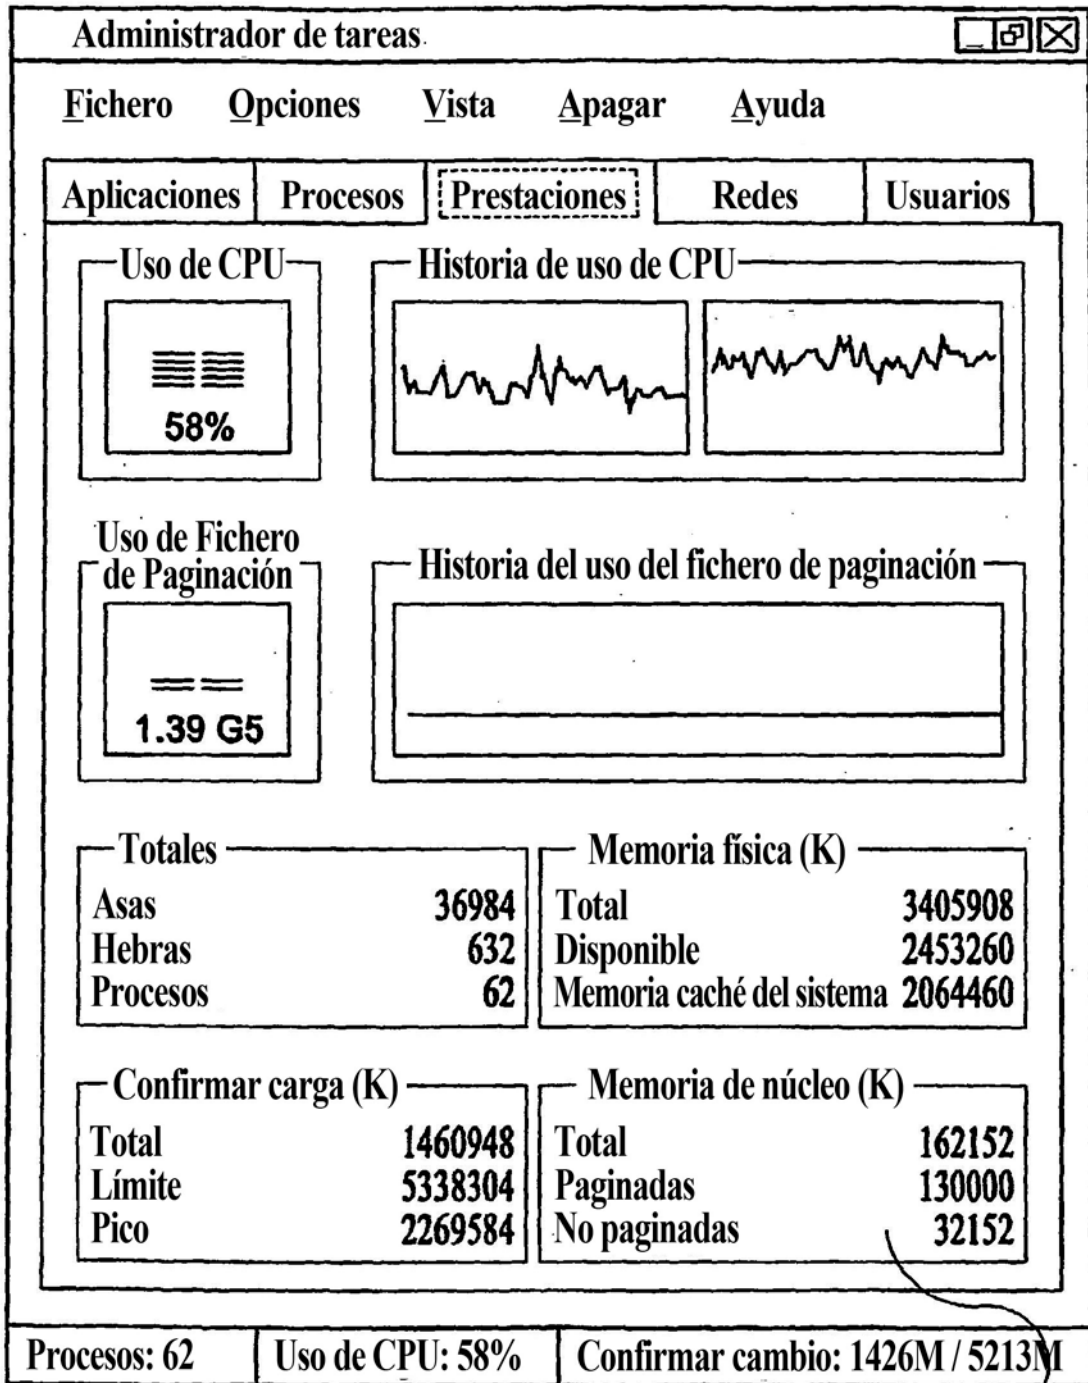 Administrador de tareas
Fichero Opciones Vista Apagar Ayuda
Aplicaciones Procesos Prestaciones Redes Usuarios
Uso de CPU
Historia de uso de CPU
58%
Uso de Fichero
de Paginación
Historia del uso del fichero de paginación
1.39 G5
Totales
Asas 36984
Hebras 632
Procesos 62
Memoria física (K)
Total 3405908
Disponible 2453260
Memoria caché del sistema 2064460
Confirmar carga (K)
Total 1460948
Límite 5338304
Pico 2269584
Memoria de núcleo (K)
Total 162152
Paginadas 130000
No paginadas 32152
Procesos: 62 Uso de CPU: 58% Confirmar cambio: 1426M / 5213M